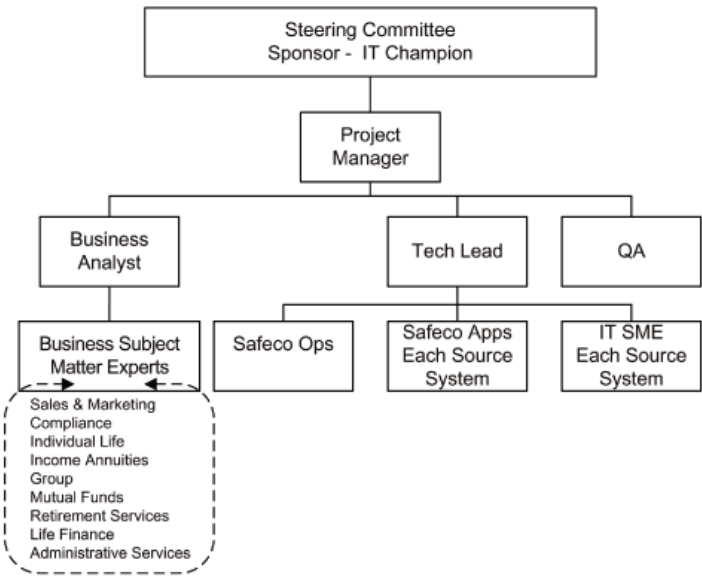 Steering Committee
Sponsor - IT Champion
Project
Manager
Business
Analyst
Tech Lead
QA
Business Subject
Matter Experts
Safeco Ops
Safeco Apps
Each Source
System
IT SME
Each Source
System
Sales & Marketing
Compliance
Individual Life
Income Annuities
Group
Mutual Funds
Retirement Services
Life Finance
Administrative Services